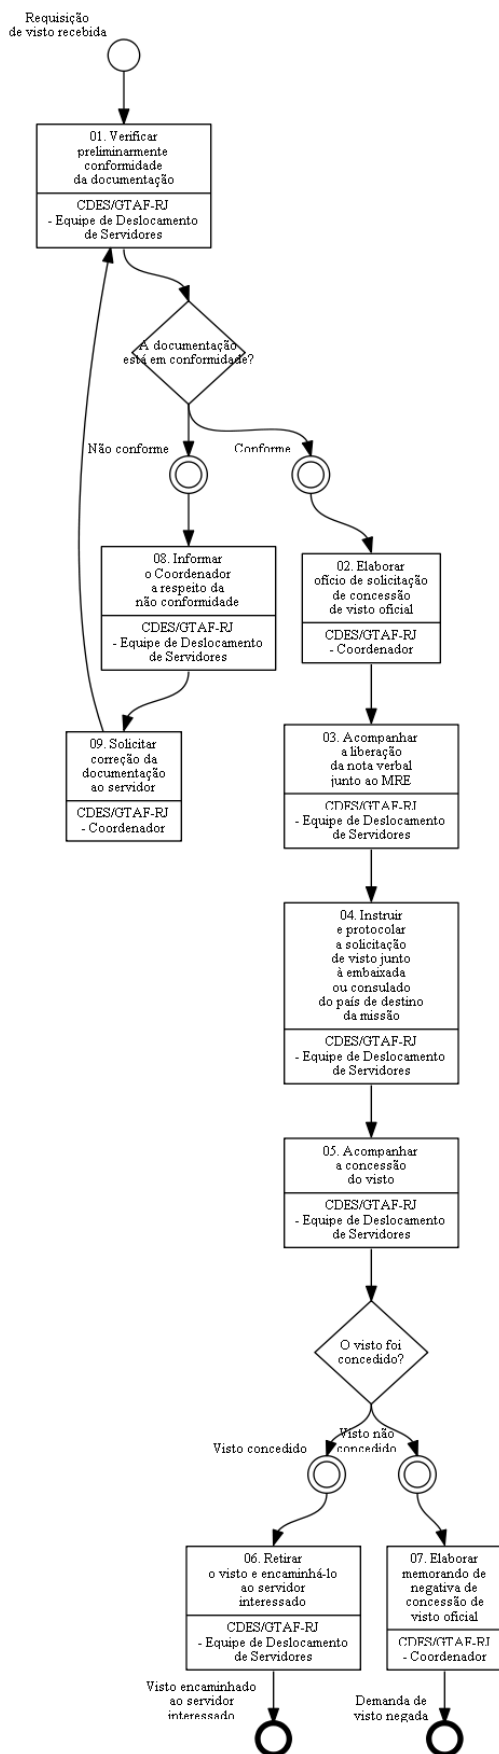 Requisição
de visto recebida
01. Verificar
preliminarmente
conformidade
da documentação
CDES/GTAF-RJ
- Equipe de Deslocamento
de Servidores
A documentação
está em conformidade?
Não conforme
Conforme
08. Informar
o Coordenador
a respeito da
não conformidade
CDES/GTAF-RJ
- Equipe de Deslocamento
de Servidores
02. Elaborar
ofício de solicitação
de concessão
de visto oficial
CDES/GTAF-RJ
- Coordenador
09. Solicitar
correção da
documentação
ao servidor
CDES/GTAF-RJ
- Coordenador
03. Acompanhar
a liberação
da nota verbal
junto ao MRE
CDES/GTAF-RJ
- Equipe de Deslocamento
de Servidores
04. Instruir
e protocolar
a solicitação
de visto junto
à embaixada
ou consulado
do país de destino
da missão
CDES/GTAF-RJ
- Equipe de Deslocamento
de Servidores
05. Acompanhar
a concessão
do visto
CDES/GTAF-RJ
- Equipe de Deslocamento
de Servidores
O visto foi
concedido?
Visto concedido
Visto não
concedido
06. Retirar
o visto e encaminhá-lo
ao servidor
interessado
CDES/GTAF-RJ
- Equipe de Deslocamento
de Servidores
07. Elaborar
memorando de
negativa de
concessão de
visto oficial
CDES/GTAF-RJ
- Coordenador
Visto encaminhado
ao servidor
interessado
Demanda de
visto negada